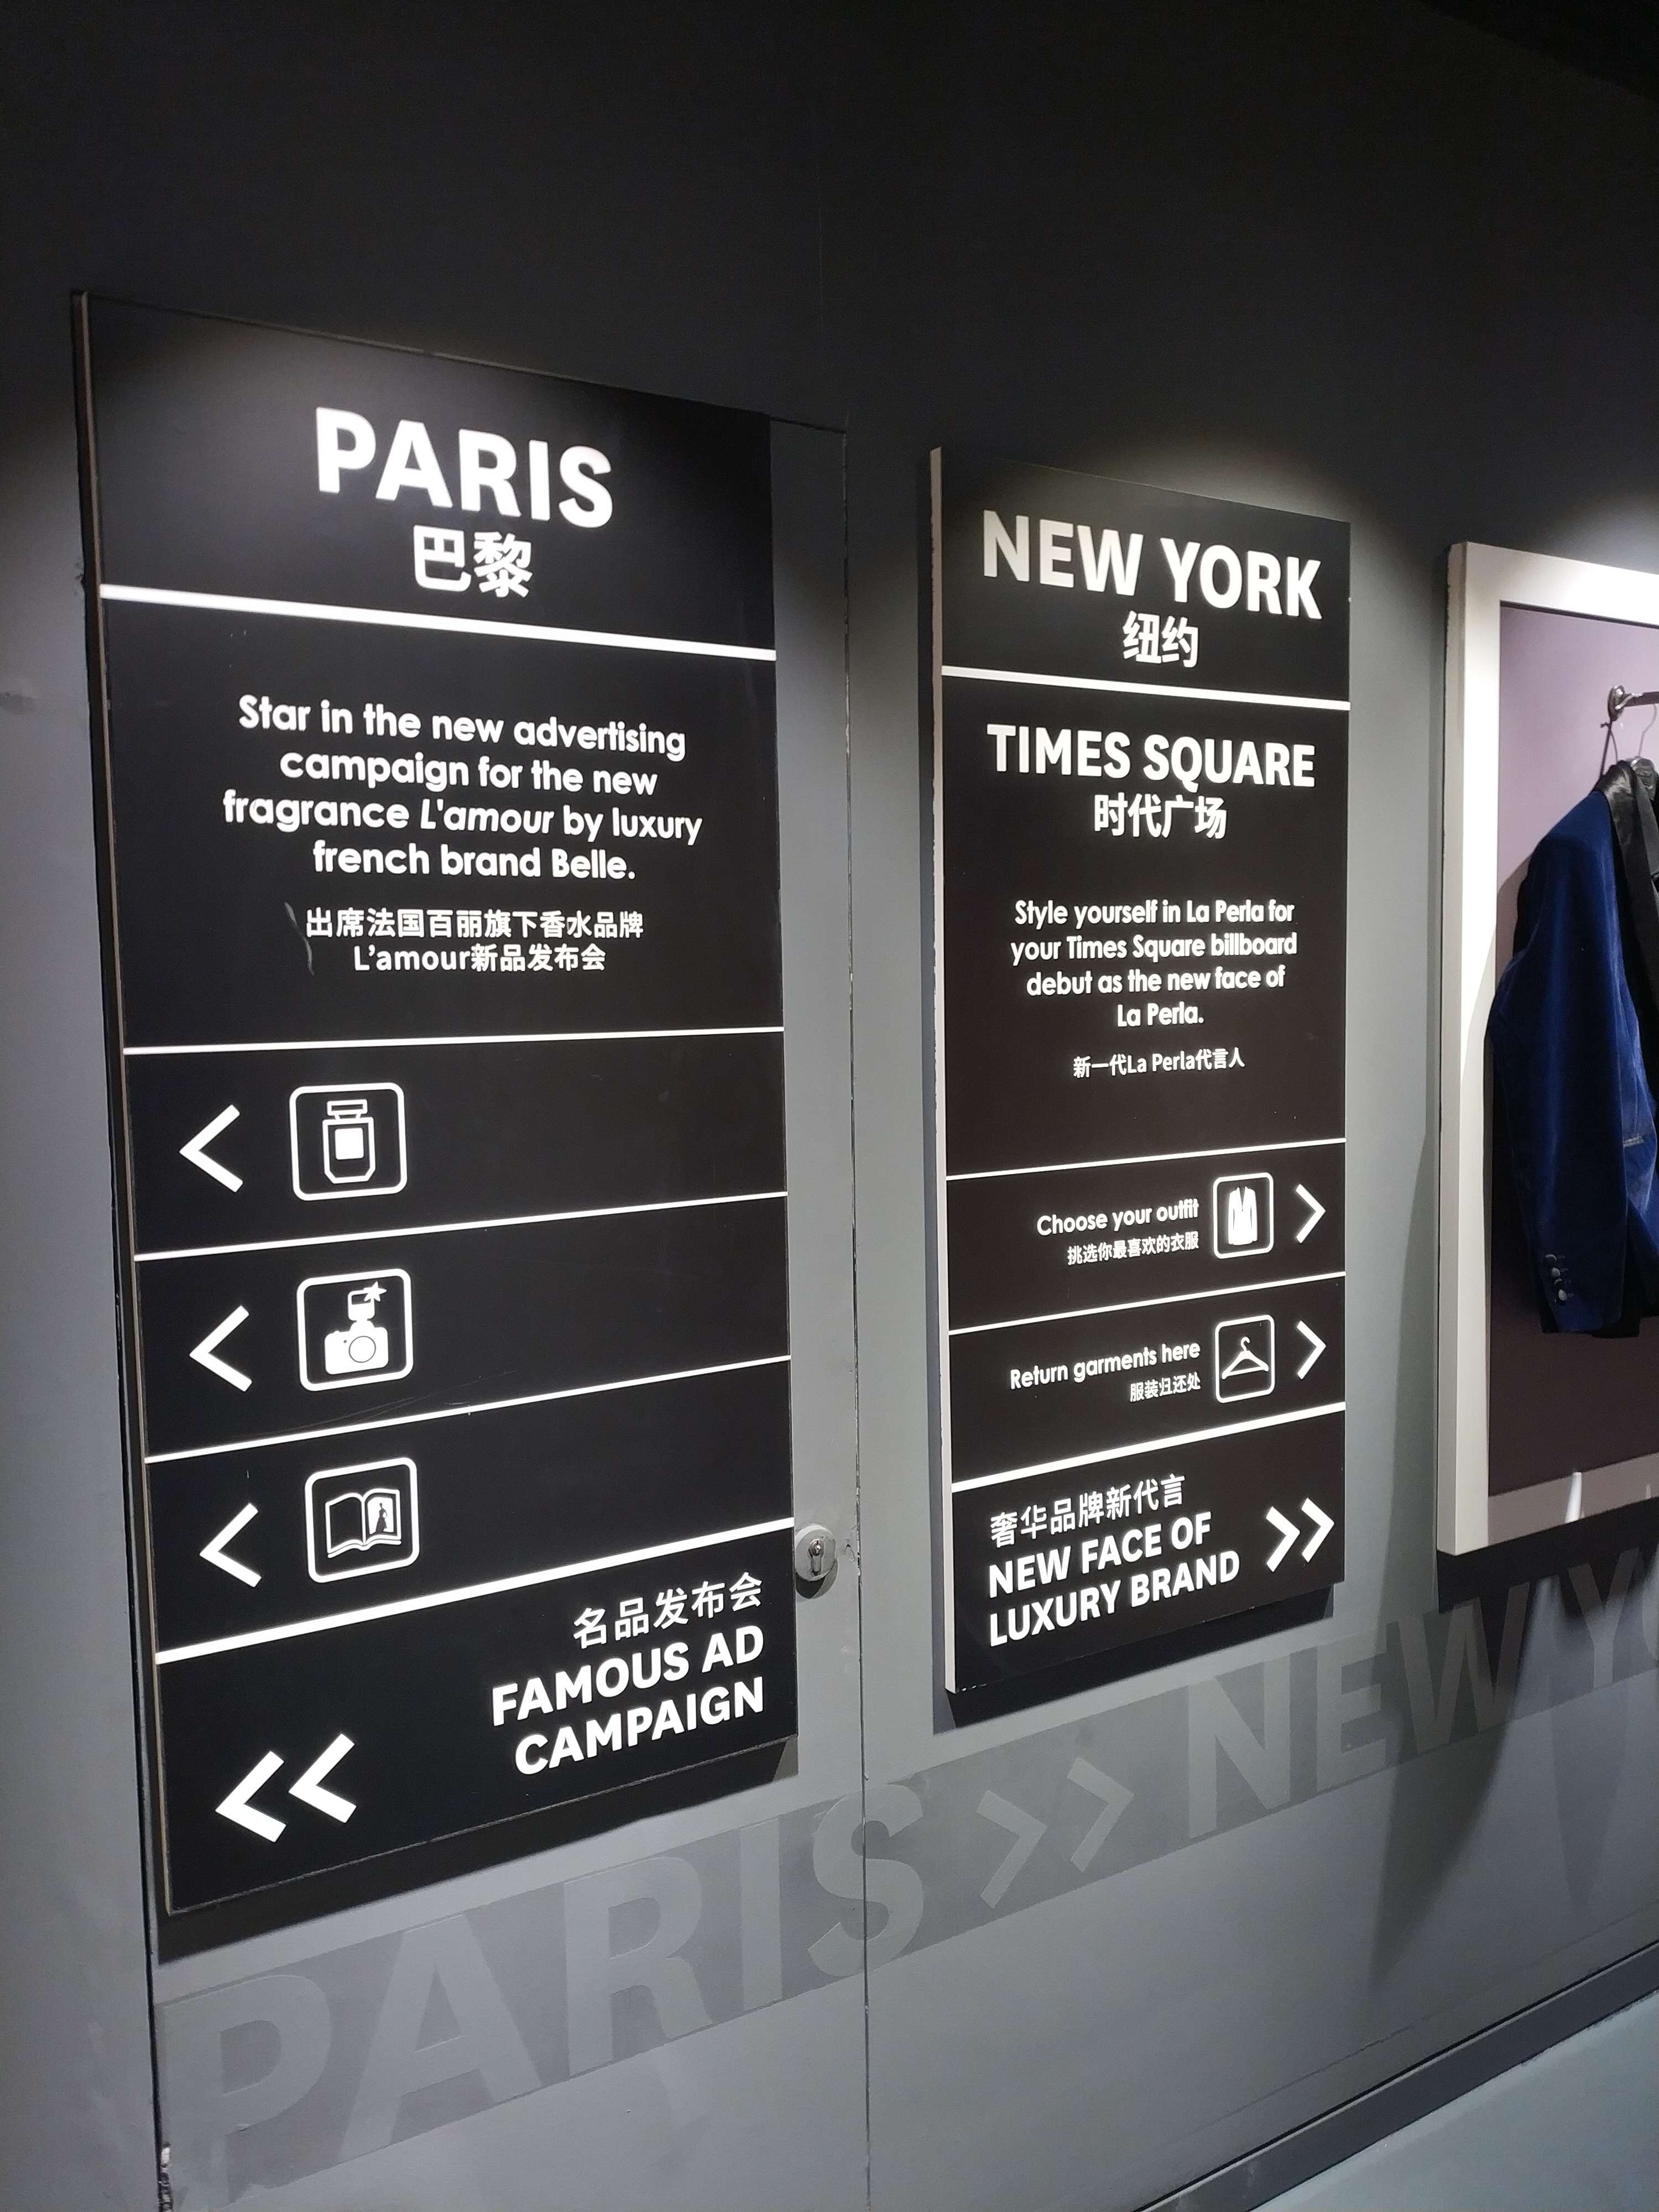 PARIS
巴黎
Star in the new advertising
campaign for the new
fragrance L'amour by luxury
french brand Belle.
出席法国百丽旗下香水品牌
L’amour新品发布会
名品发布会
FAMOUS AD
CAMPAIGN
<<
NEW YORK
纽约
TIMES SQUARE
时代广场
Style yourself in La Perla for
your Times Square billboard
debut as the new face of
La Perla.
新一代La Perla代言人
Choose your outfit
挑选你最喜欢的衣服
Return garments here
服装归还处
奢华品牌新代言
NEW FACE OF
LUXURY BRAND >>
PARIS >> NEW YO